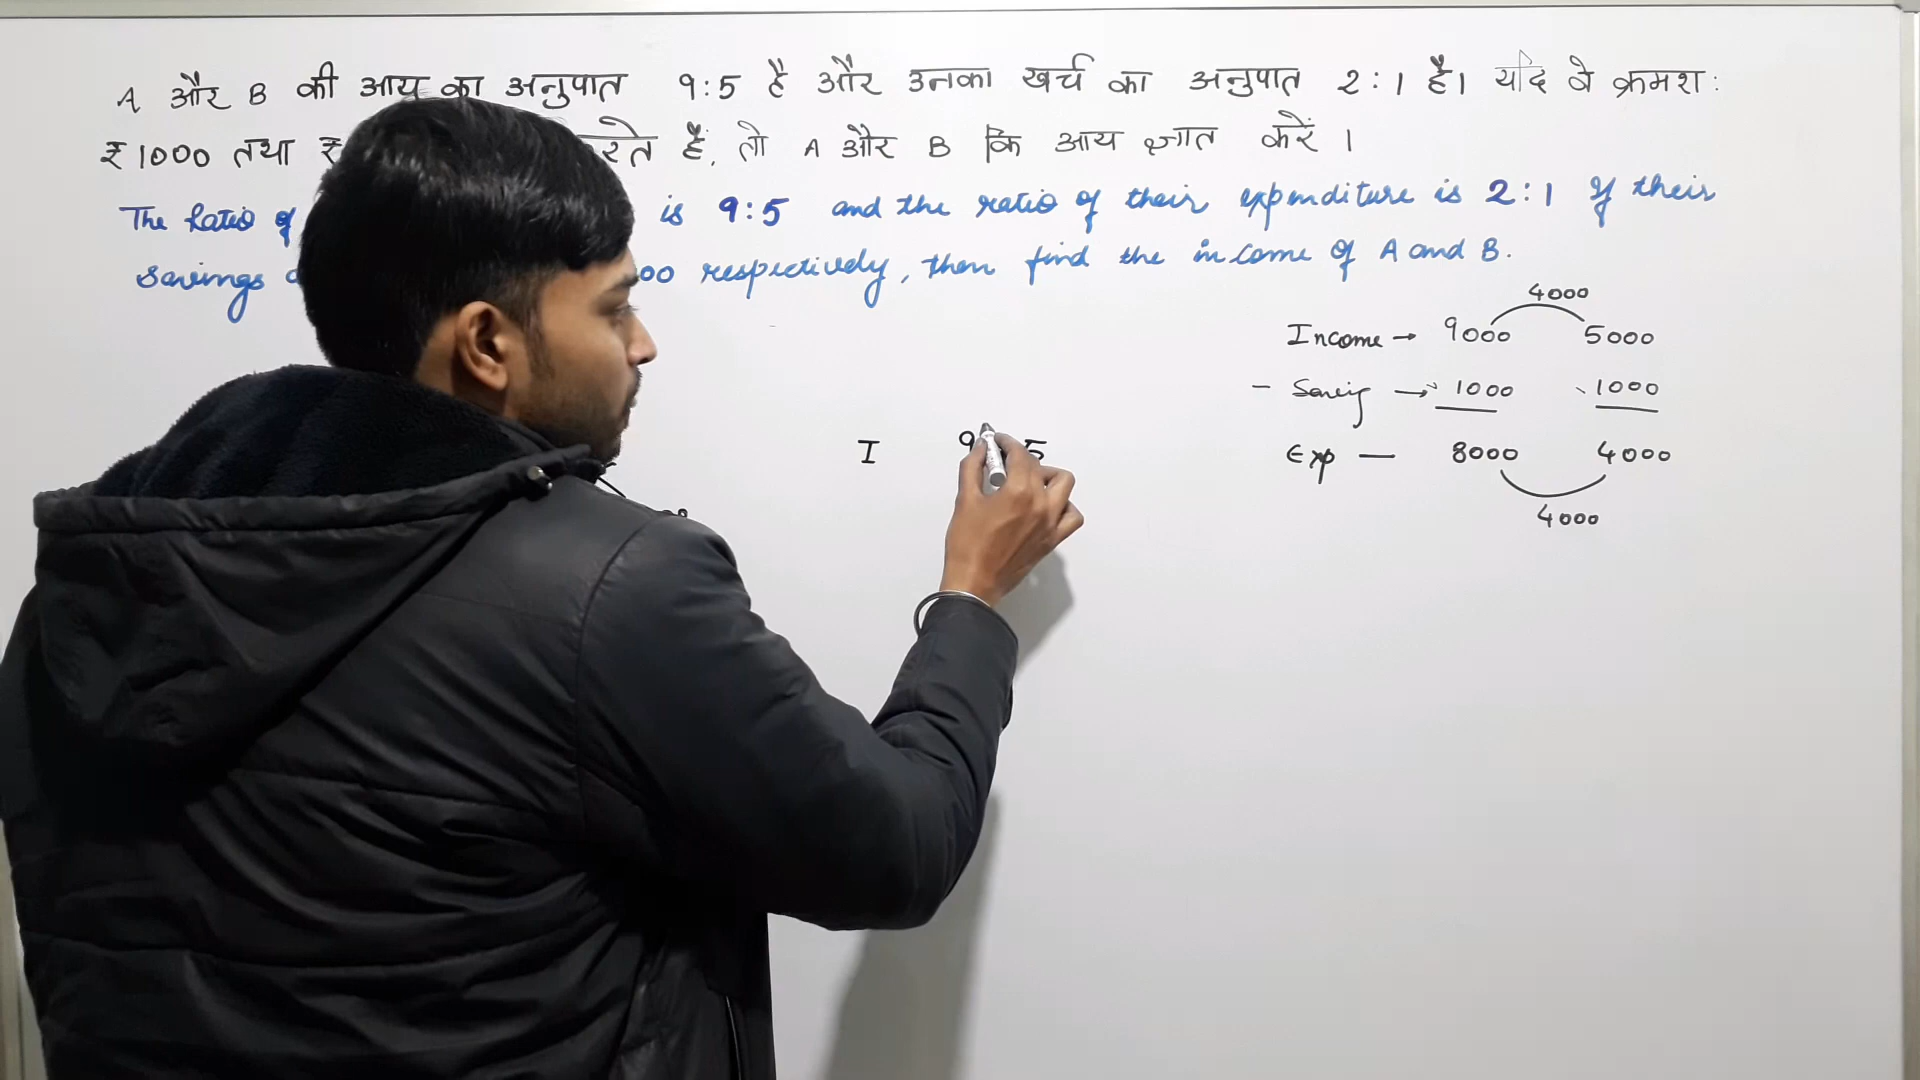 A और B की आय का अनुपात 9:5 है और उनका खर्च का अनुपात 2:1 है। यदि वे क्रमश:
₹1000 तथा ₹ रते हैं, तो A और B कि आय ज्ञात करें।
The Ratio of is 9:5 and the ratio of their expenditure is 2:1 If their
Savings 00 respectively, then find the income of A and B.
4000
Income → 9000 5000
- Saving → 1000 1000
I 9 5
Exp — 8000 4000
4000